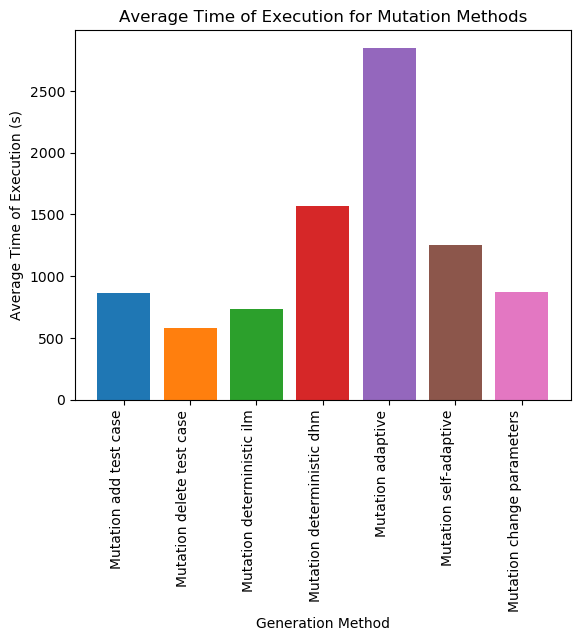 Average Time of Execution for Mutation Methods
Average Time of Execution (s)
2500
2000
1500
1000
500
0
Mutation add test case
Mutation delete test case
Mutation deterministic ilm
Mutation deterministic dhm
Mutation adaptive
Mutation self-adaptive
Mutation change parameters
Generation Method